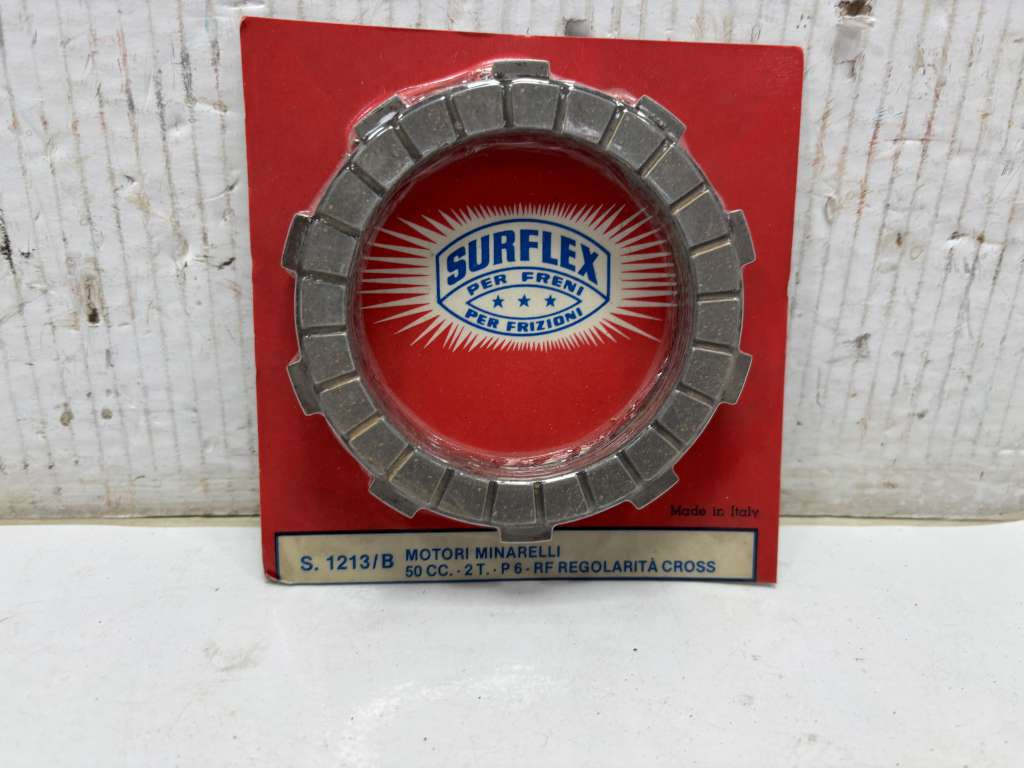 SURFLEX
PER FRENI
PER FRIZIONI
Made in Italy
S. 1213/B MOTORI MINARELLI
50 CC. - 2 T. - P 6 - RF REGOLARITÀ CROSS